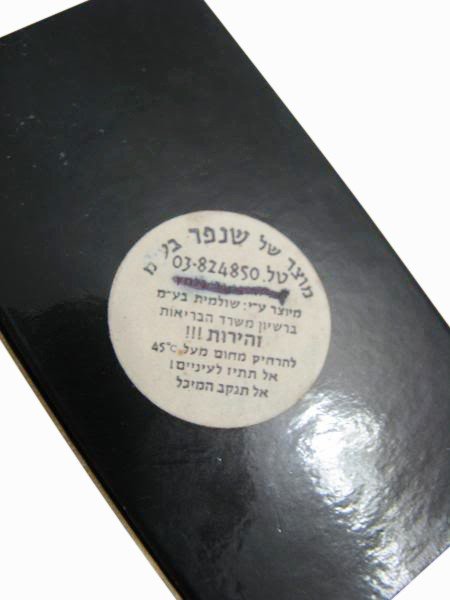 מוצר של שנפר בע״מ
טל. 03-824850
מיוצר ע״י: שולמית בע״מ
ברשיון משרד הבריאות
זהירות !!!
להרחיק מחום מעל 45°C
אל תתיז לעיניים!
אל תנקב המיכל